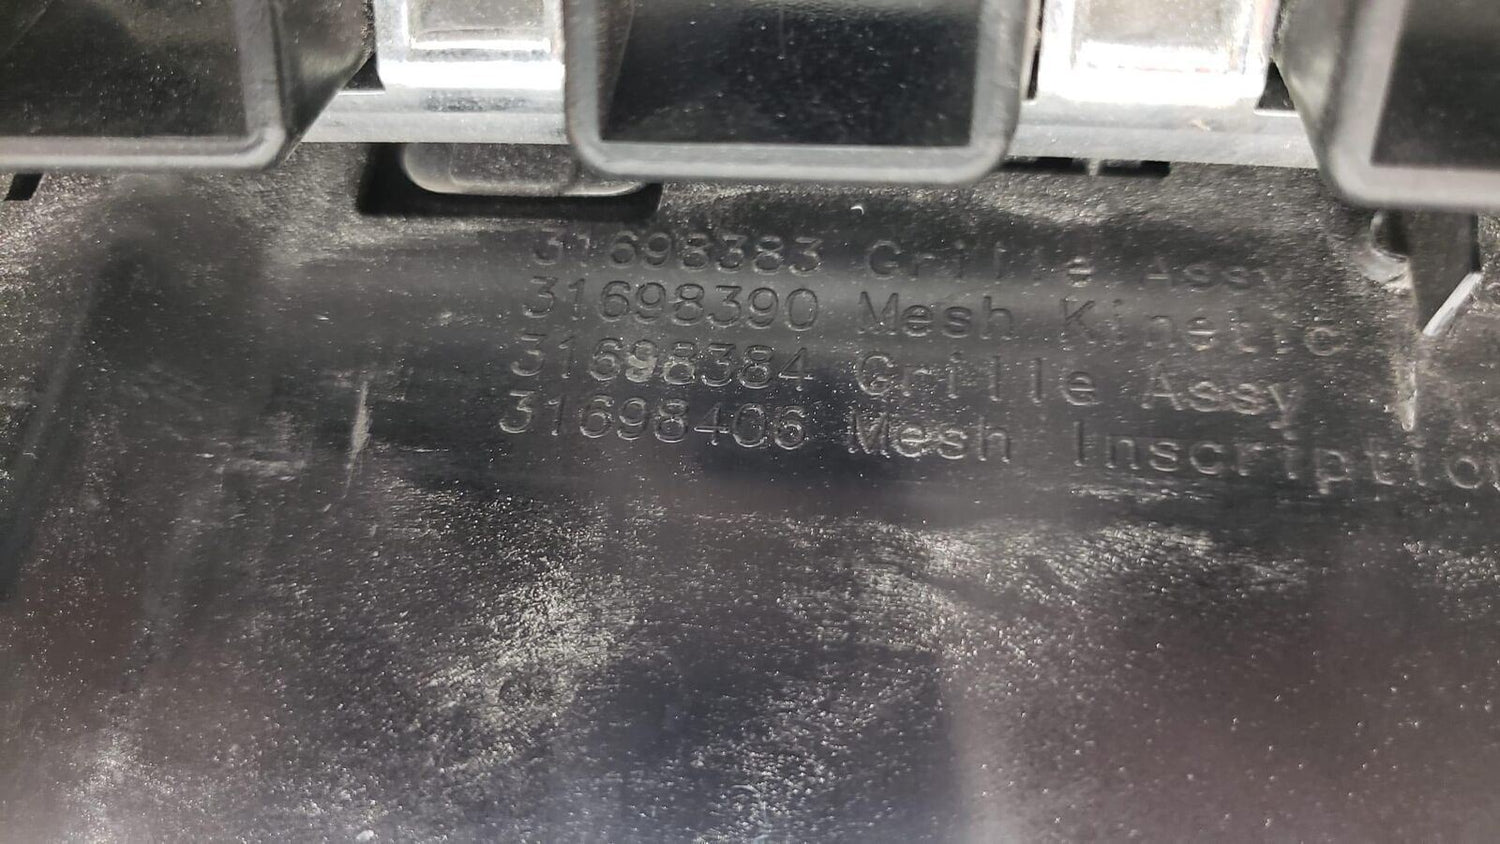 31698383 Grille Assy
31698390 Mesh Kinetic
31698384 Grille Assy
31698406 Mesh Inscription